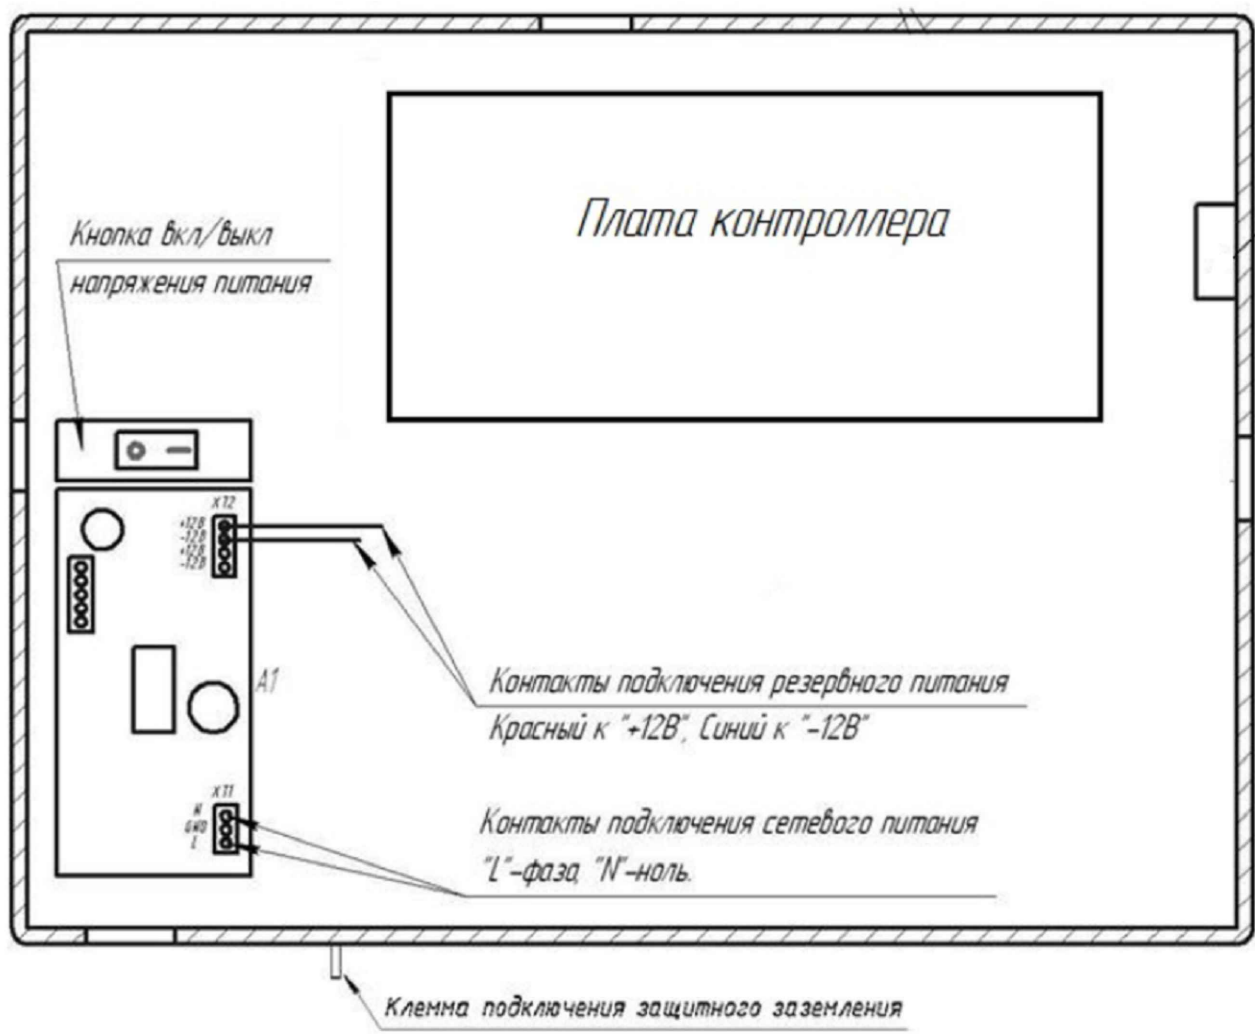 Плата контроллера
Кнопка вкл/выкл
напряжения питания
XT2
+12В
-12В
+12В
-12В
A1
Контакты подключения резервного питания
Красный к "+12В", Синий к "-12В"
XT1
N
GND
L
Контакты подключения сетевого питания
"L"-фаза, "N"-ноль.
Клемма подключения защитного заземления